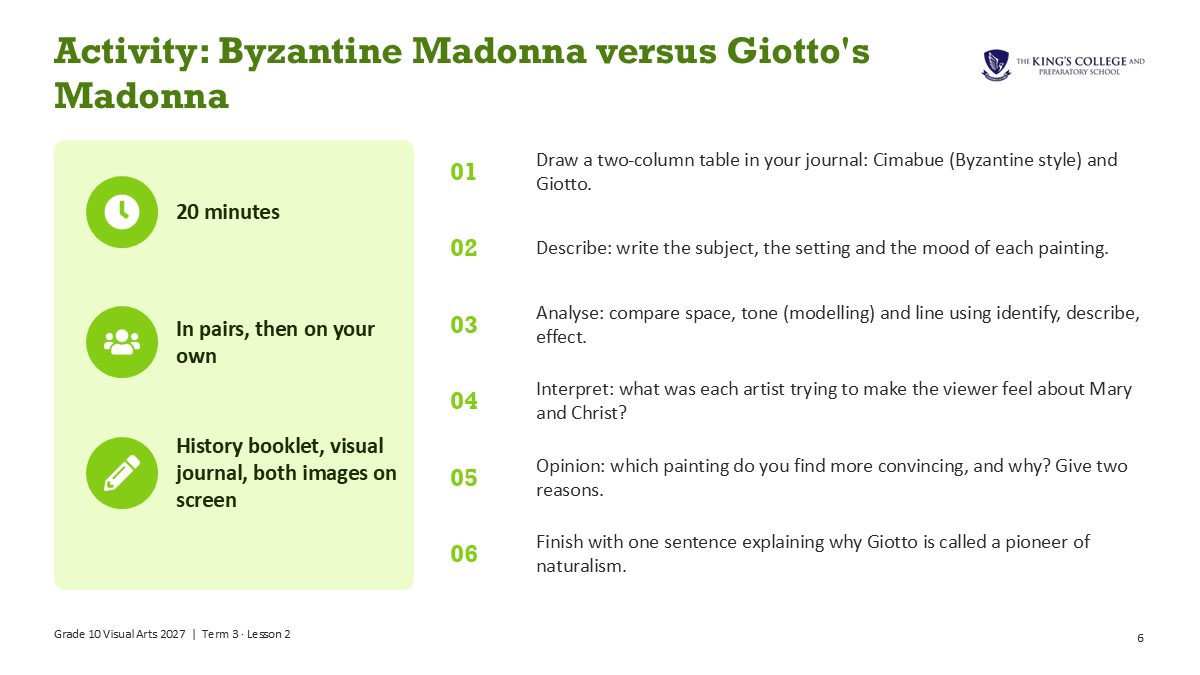 Activity: Byzantine Madonna versus Giotto's
Madonna
THE KING'S COLLEGE AND
PREPARATORY SCHOOL
20 minutes
In pairs, then on your
own
History booklet, visual
journal, both images on
screen
01
Draw a two-column table in your journal: Cimabue (Byzantine style) and
Giotto.
02
Describe: write the subject, the setting and the mood of each painting.
03
Analyse: compare space, tone (modelling) and line using identify, describe,
effect.
04
Interpret: what was each artist trying to make the viewer feel about Mary
and Christ?
05
Opinion: which painting do you find more convincing, and why? Give two
reasons.
06
Finish with one sentence explaining why Giotto is called a pioneer of
naturalism.
Grade 10 Visual Arts 2027 | Term 3 · Lesson 2
6